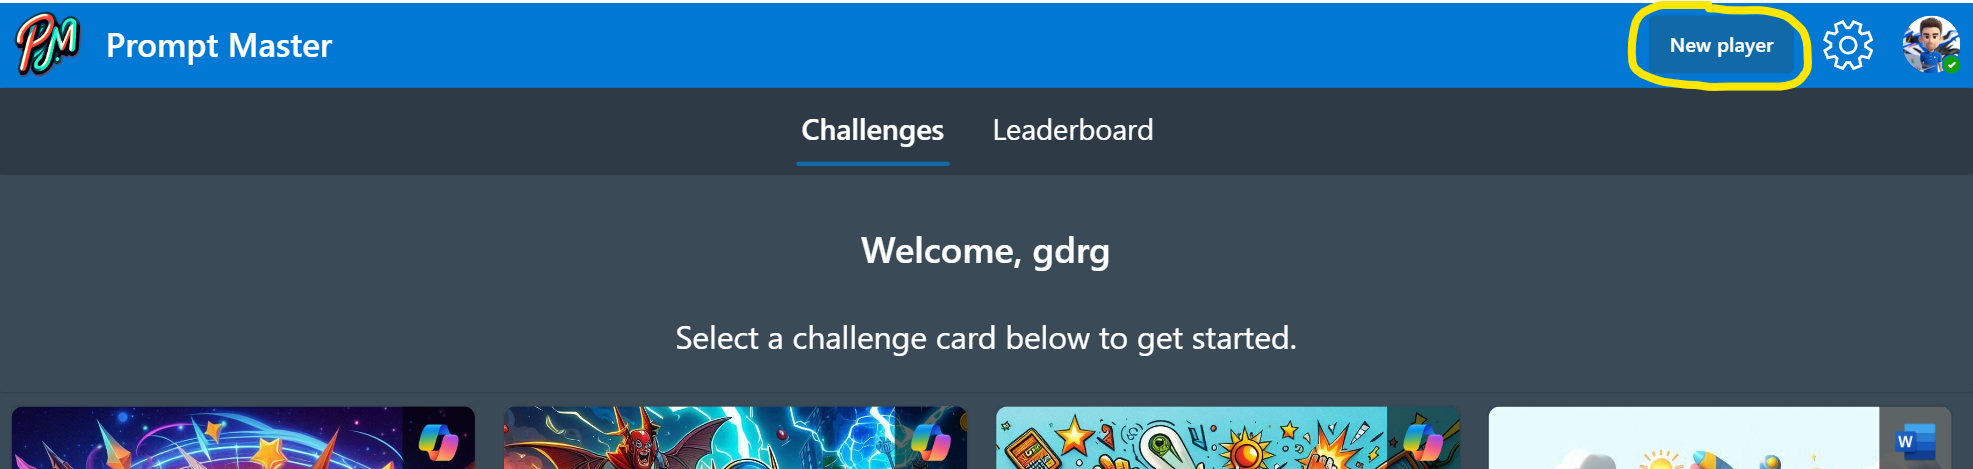 PM
Prompt Master
New player
Challenges
Leaderboard
Welcome, gdrg
Select a challenge card below to get started.
W